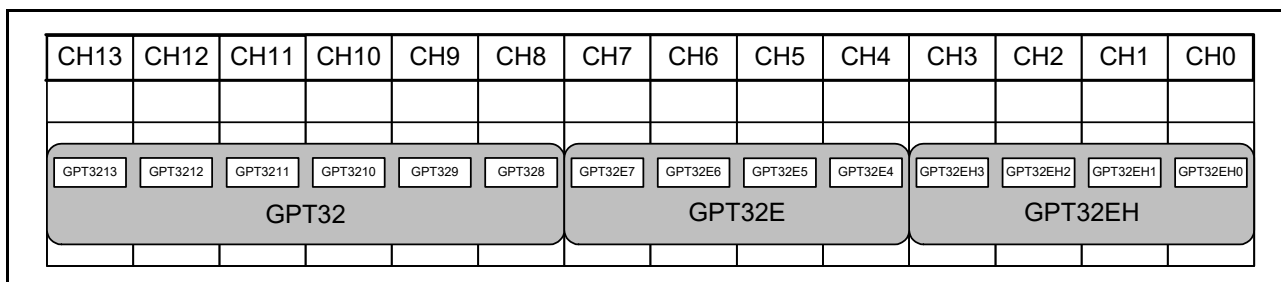 CH13 CH12 CH11 CH10 CH9 CH8 CH7 CH6 CH5 CH4 CH3 CH2 CH1 CH0
GPT3213 GPT3212 GPT3211 GPT3210 GPT329 GPT328 GPT32E7 GPT32E6 GPT32E5 GPT32E4 GPT32EH3 GPT32EH2 GPT32EH1 GPT32EH0
GPT32 GPT32E GPT32EH